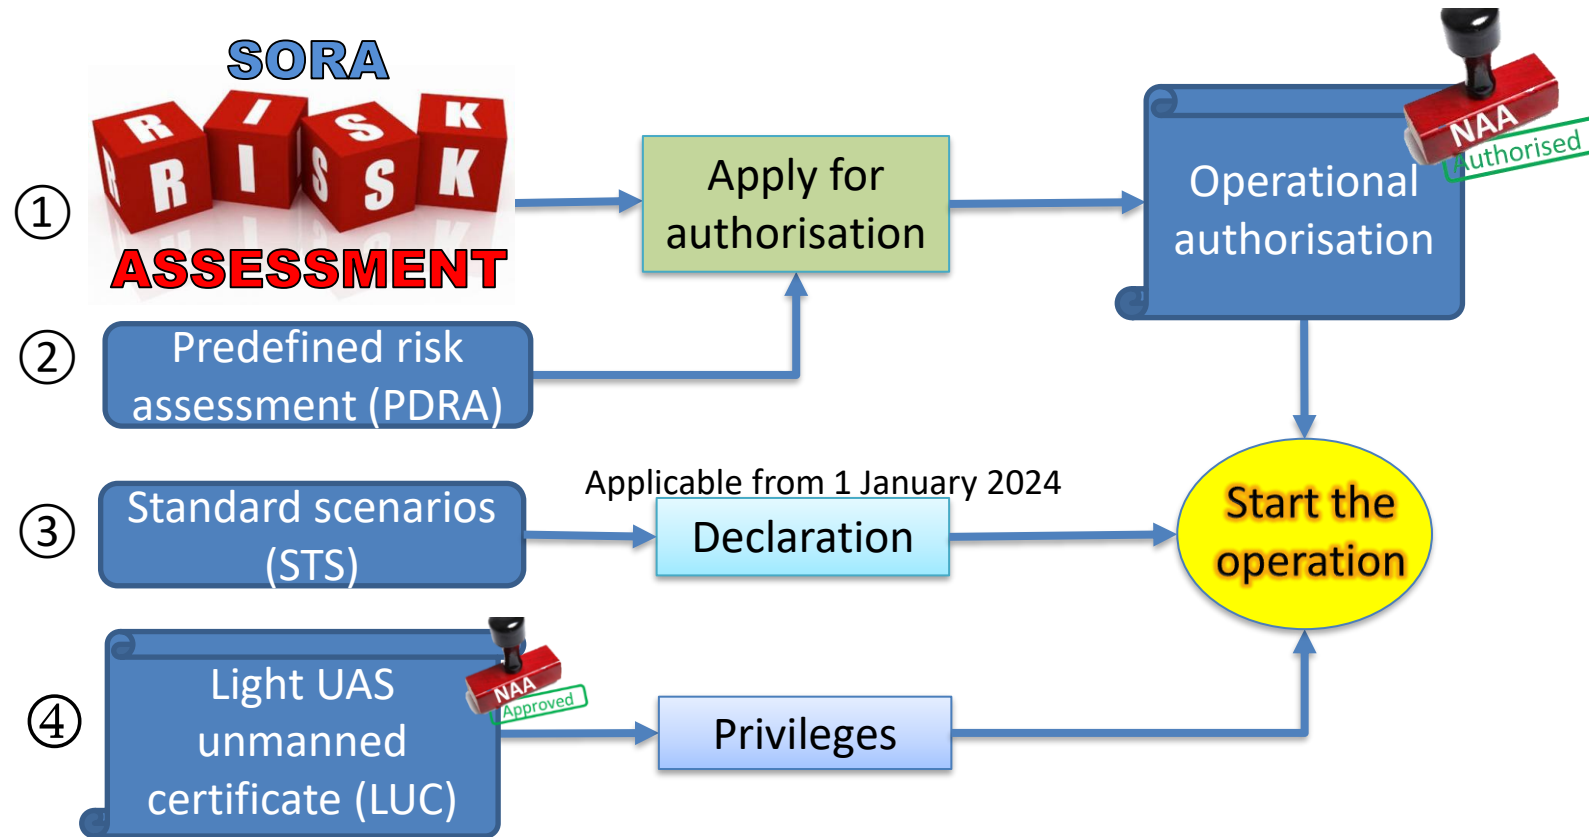 SORA
R I S K
R R I S S K
ASSESSMENT
①
Apply for
authorisation
Operational
authorisation
NAA
Authorised
②
Predefined risk
assessment (PDRA)
Applicable from 1 January 2024
③
Standard scenarios
(STS)
Declaration
Start the
operation
④
Light UAS
unmanned
certificate (LUC)
NAA
Approved
Privileges